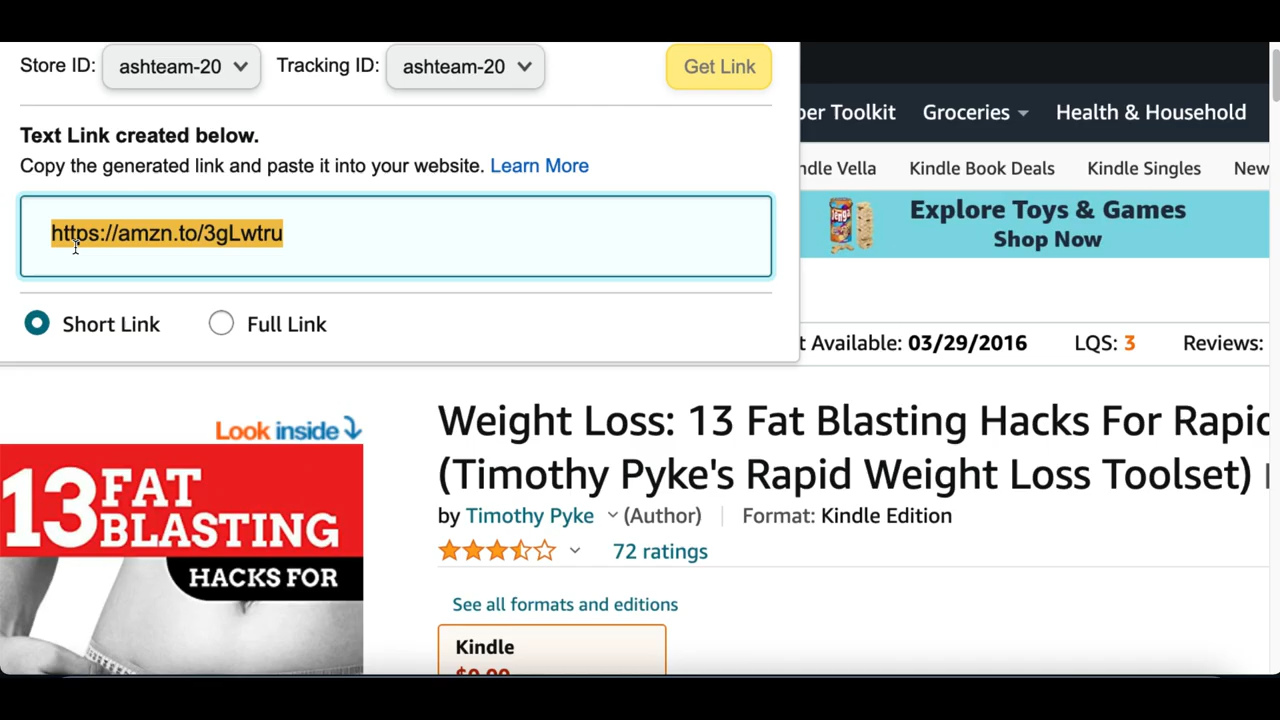 Store ID: ashteam-20 Tracking ID: ashteam-20 Get Link
Toolkit Groceries Health & Household
Text Link created below.
Copy the generated link and paste it into your website. Learn More
Vella Kindle Book Deals Kindle Singles New
Explore Toys & Games
Shop Now
https://amzn.to/3gLwtru
Short Link Full Link
Available: 03/29/2016 LQS: 3 Reviews:
Look inside
Weight Loss: 13 Fat Blasting Hacks For
(Timothy Pyke's Rapid Weight Loss Toolset)
by Timothy Pyke (Author) Format: Kindle Edition
72 ratings
See all formats and editions
Kindle
13 FAT
BLASTING
HACKS FOR